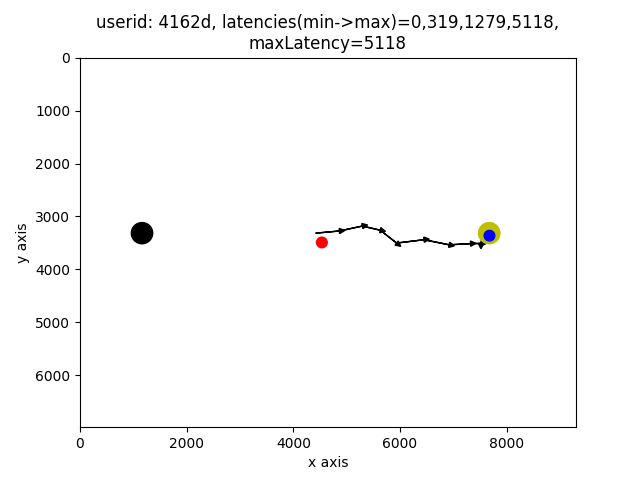 userid: 4162d, latencies(min->max)=0,319,1279,5118,
maxLatency=5118
0
1000
2000
3000
4000
5000
6000
y axis
0 2000 4000 6000 8000
x axis